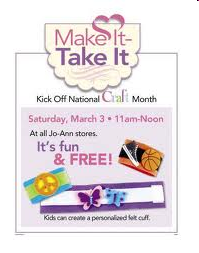 Make It-
Take It
Kick Off National Craft Month
Saturday, March 3 • 11am-Noon
At all Jo-Ann stores.
It's fun
& FREE!
Kids can create a personalized felt cuff.